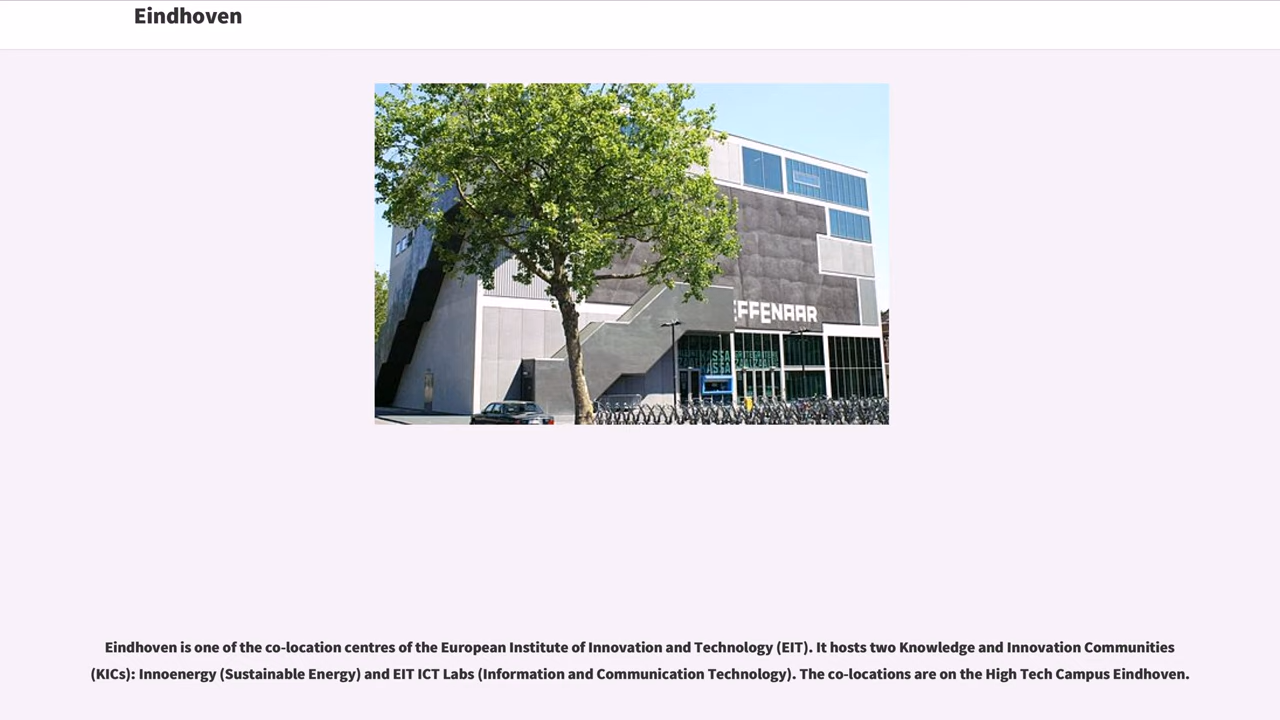 Eindhoven
EFFENAAR
KASSA
KASSA
Eindhoven is one of the co-location centres of the European Institute of Innovation and Technology (EIT). It hosts two Knowledge and Innovation Communities
(KICs): Innoenergy (Sustainable Energy) and EIT ICT Labs (Information and Communication Technology). The co-locations are on the High Tech Campus Eindhoven.